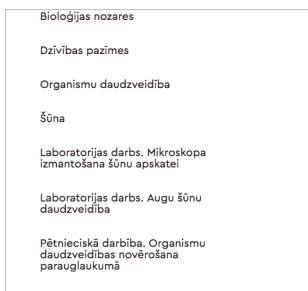 Bioloģijas nozares
Dzīvības pazīmes
Organismu daudzveidība
Šūna
Laboratorijas darbs. Mikroskopa
izmantošana šūnu apskatei
Laboratorijas darbs. Augu šūnu
daudzveidība
Pētnieciskā darbība. Organismu
daudzveidības novērošana
parauglaukumā